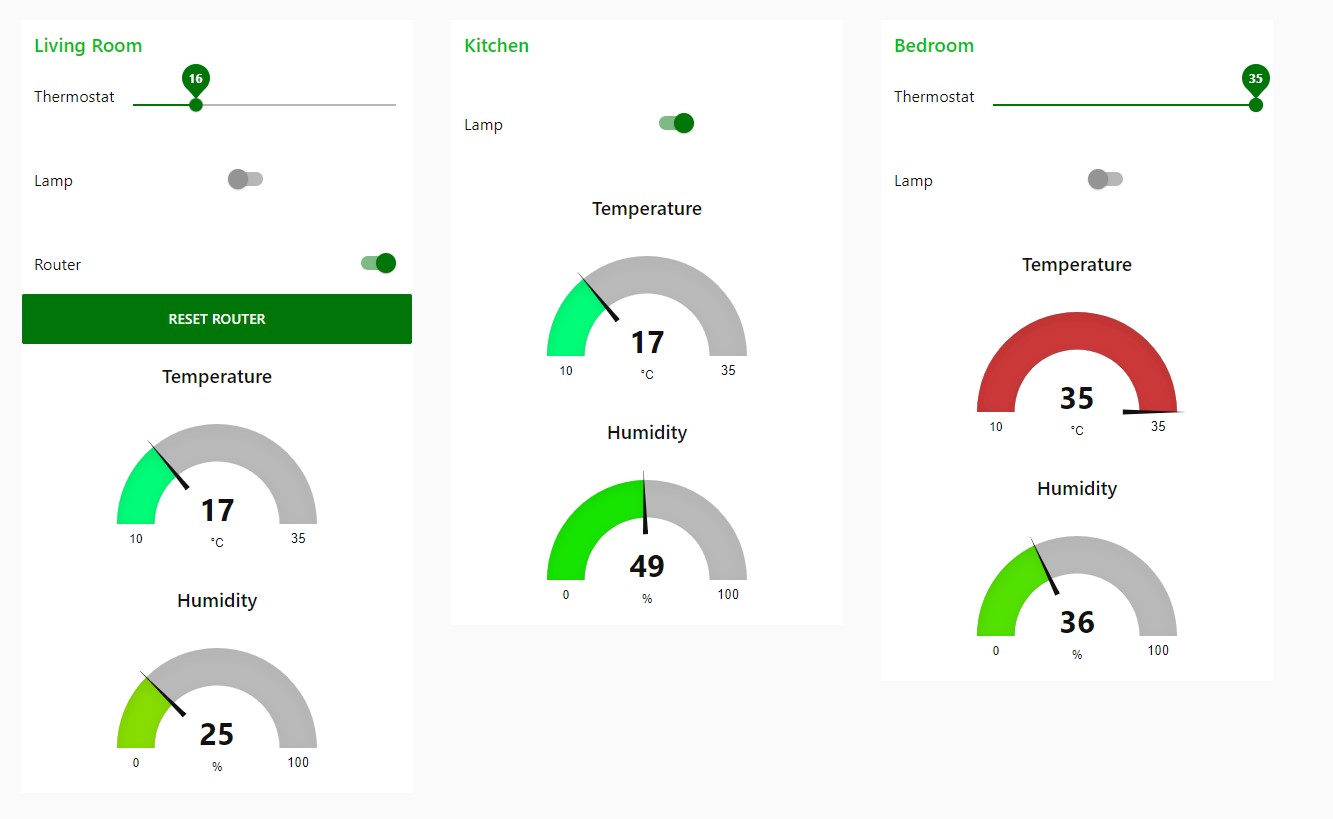 Living Room
16
Thermostat
Lamp
Router
RESET ROUTER
Temperature
17
10
°C
35
Humidity
25
0
%
100
Kitchen
Lamp
Temperature
17
10
°C
35
Humidity
49
0
%
100
Bedroom
35
Thermostat
Lamp
Temperature
35
10
°C
35
Humidity
36
0
%
100